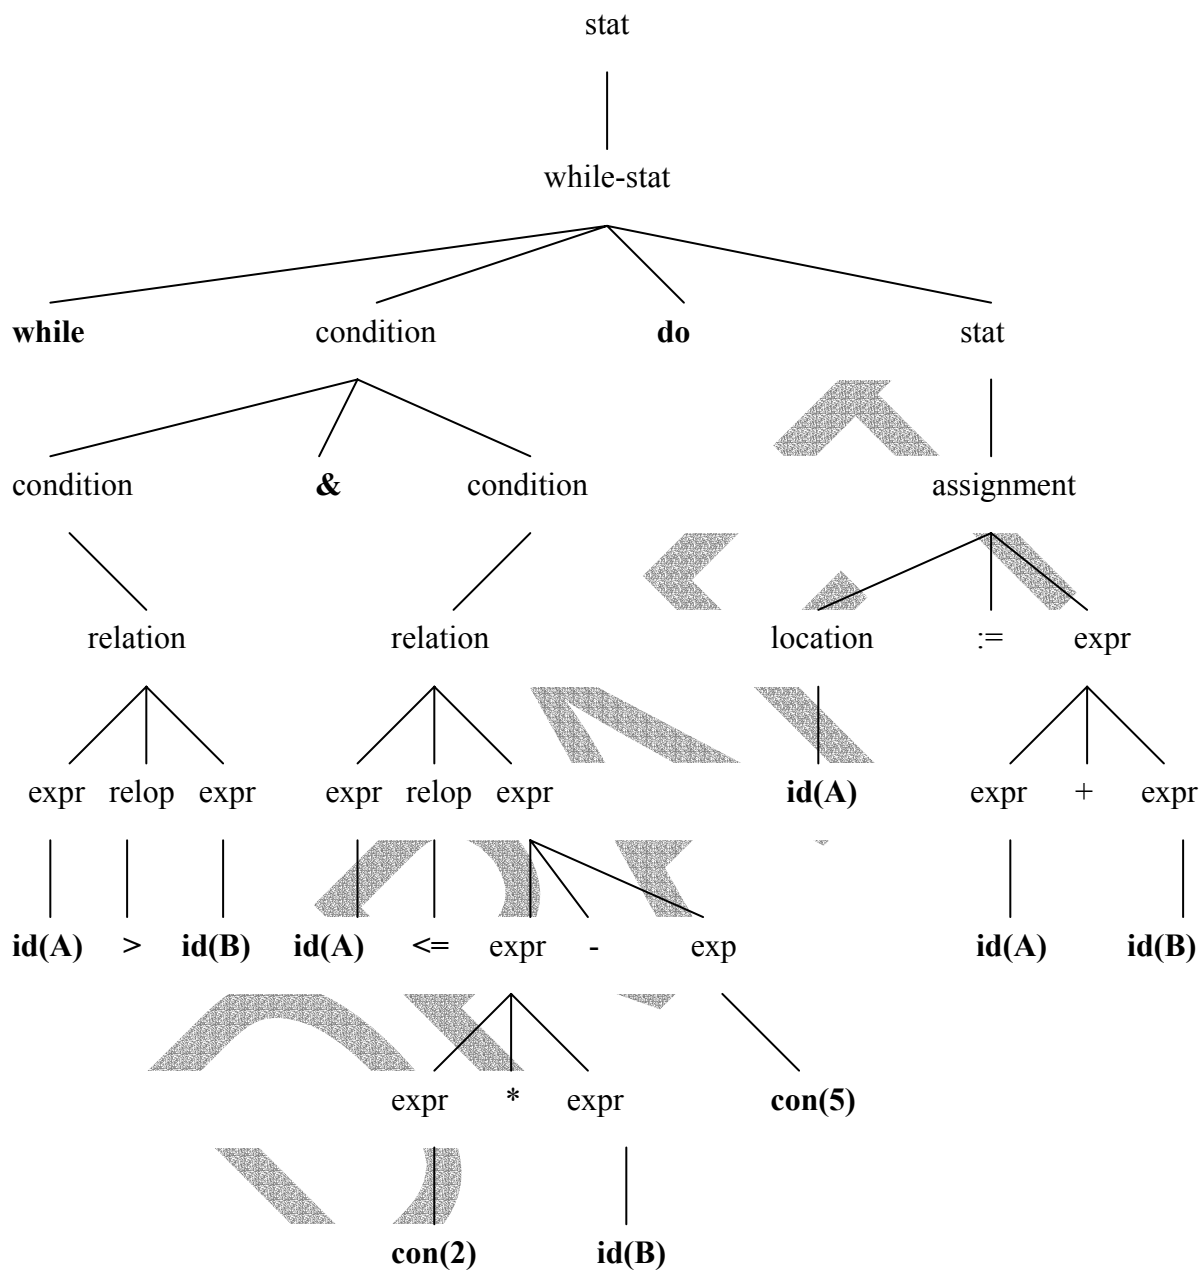 stat
while-stat
while condition do stat
condition & condition assignment
relation relation location := expr
expr relop expr expr relop expr id(A) expr + expr
id(A) > id(B) id(A) <= expr - exp id(A) id(B)
expr * expr con(5)
con(2) id(B)